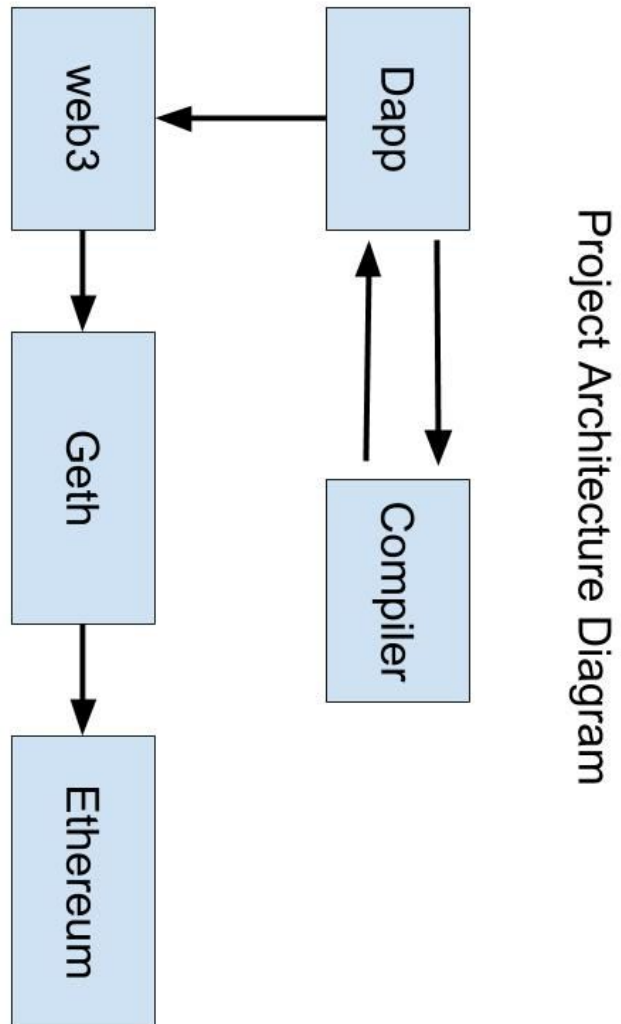 Project Architecture Diagram
Dapp
Compiler
web3
Geth
Ethereum